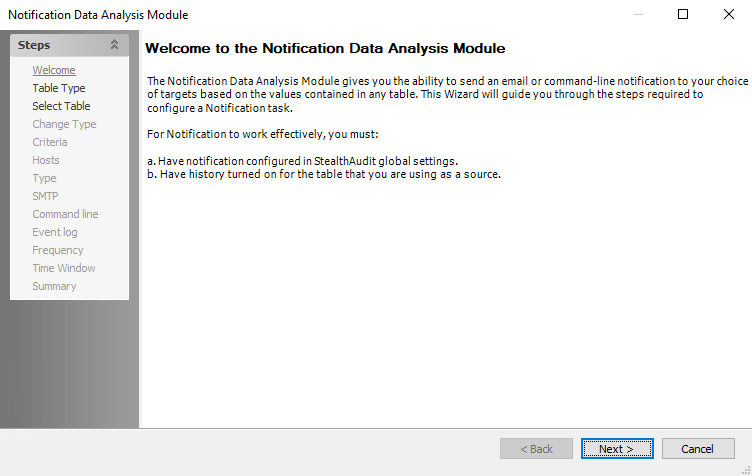 Notification Data Analysis Module
Steps
Welcome
Table Type
Select Table
Change Type
Criteria
Hosts
Type
SMTP
Command line
Event log
Frequency
Time Window
Summary
Welcome to the Notification Data Analysis Module
The Notification Data Analysis Module gives you the ability to send an email or command-line notification to your choice
of targets based on the values contained in any table. This Wizard will guide you through the steps required to
configure a Notification task.
For Notification to work effectively, you must:
a. Have notification configured in StealthAudit global settings.
b. Have history turned on for the table that you are using as a source.
< Back
Next >
Cancel